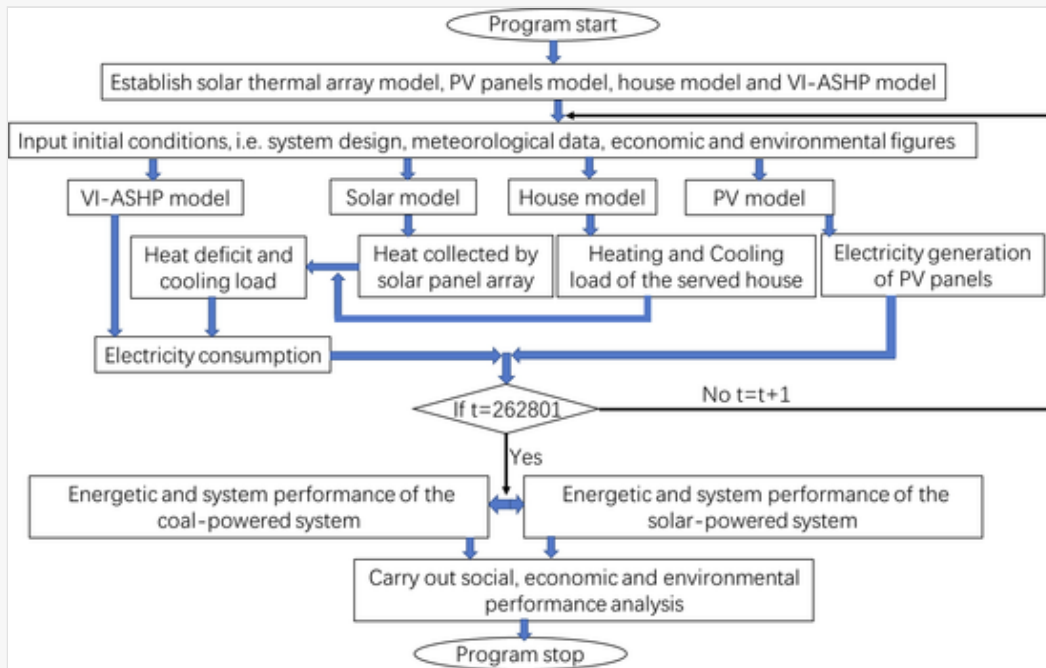 Program start
Establish solar thermal array model, PV panels model, house model and VI-ASHP model
Input initial conditions, i.e. system design, meteorological data, economic and environmental figures
VI-ASHP model
Solar model
House model
PV model
Heat deficit and
cooling load
Heat collected by
solar panel array
Heating and Cooling
load of the served house
Electricity generation
of PV panels
Electricity consumption
If t=262801
No t=t+1
Yes
Energetic and system performance of the
coal-powered system
Energetic and system performance of the
solar-powered system
Carry out social, economic and environmental
performance analysis
Program stop